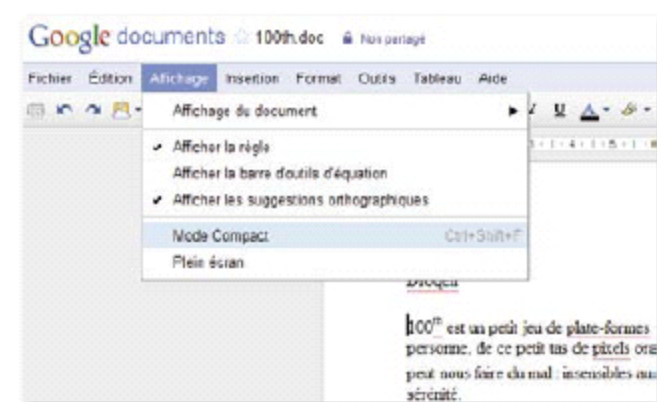 Google documents 100th.doc Non partagé
Fichier Édition Affichage Insertion Format Outils Tableau Aide
Affichage du document
Afficher la règle
Afficher la barre d'outils d'équation
Afficher les suggestions orthographiques
Mode Compact Ctrl+Shift+F
Plein écran
100th est un petit jeu de plate-formes
personne, de ce petit tas de pixels
peut nous faire du mal : insensibles
sérénité.